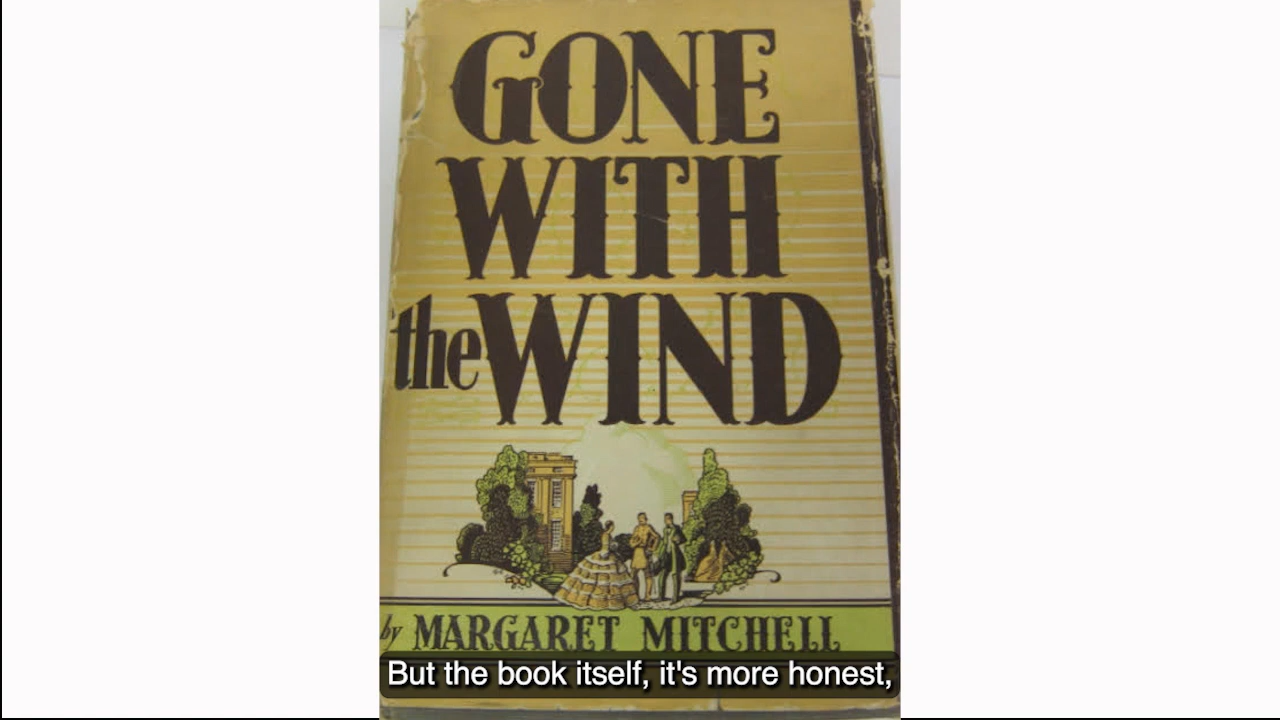 GONE
WITH
the WIND
by MARGARET MITCHELL
But the book itself, it's more honest,